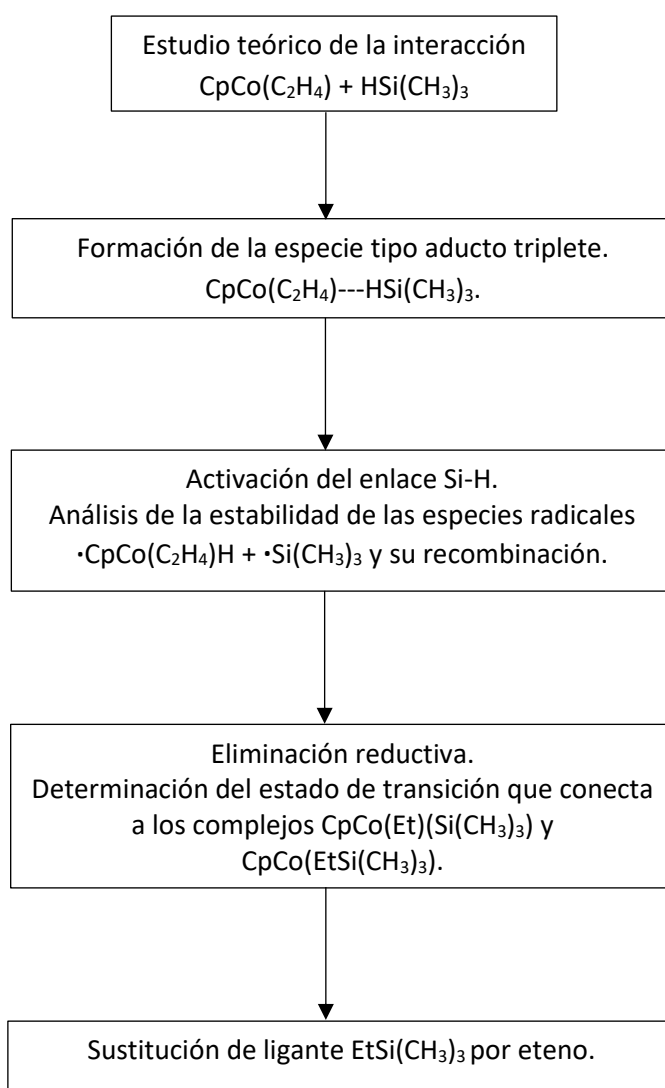 Estudio teórico de la interacción
CpCo(C₂H₄) + HSi(CH₃)₃
Formación de la especie tipo aducto triplete.
CpCo(C₂H₄)---HSi(CH₃)₃.
Activación del enlace Si-H.
Análisis de la estabilidad de las especies radicales
·CpCo(C₂H₄)H + ·Si(CH₃)₃ y su recombinación.
Eliminación reductiva.
Determinación del estado de transición que conecta
a los complejos CpCo(Et)(Si(CH₃)₃) y
CpCo(EtSi(CH₃)₃).
Sustitución de ligante EtSi(CH₃)₃ por eteno.